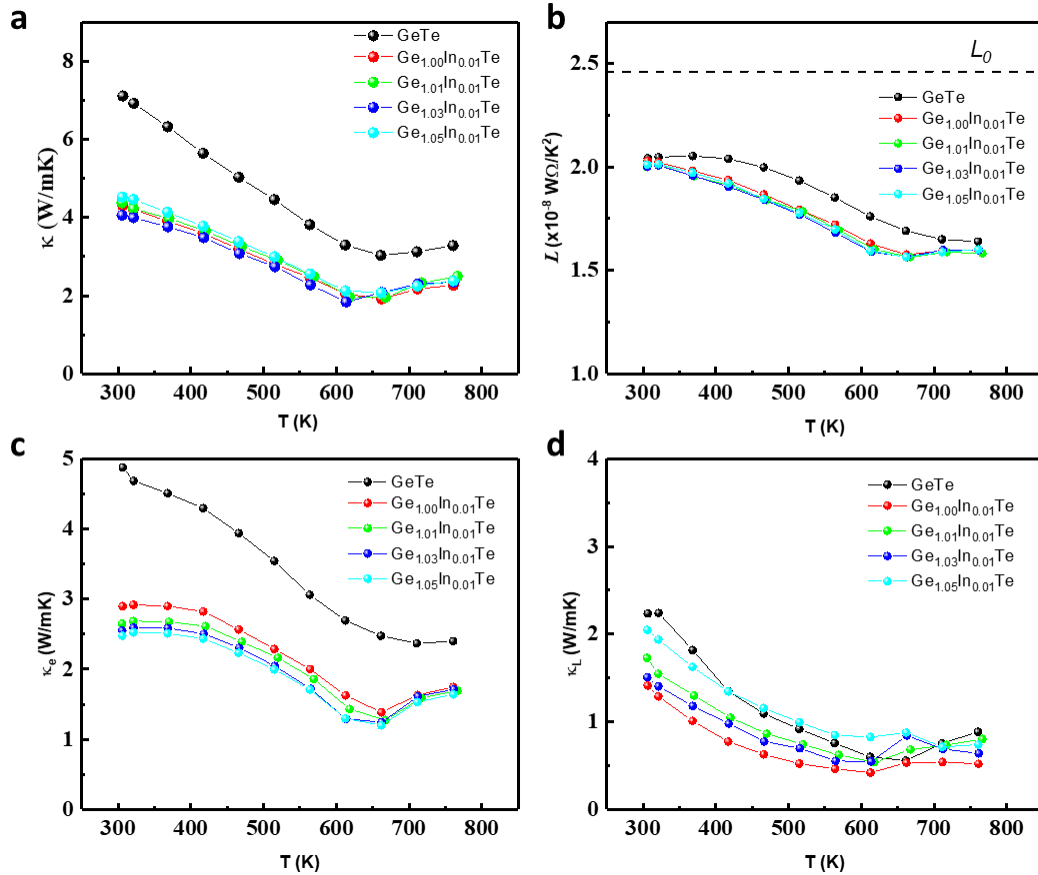 a
κ (W/mK)
8
6
4
2
0
GeTe
Ge1.00In0.01Te
Ge1.01In0.01Te
Ge1.03In0.01Te
Ge1.05In0.01Te
300 400 500 600 700 800
T (K)
b
L (x10-8 WΩ/K2)
2.5
2.0
1.5
1.0
L0
GeTe
Ge1.00In0.01Te
Ge1.01In0.01Te
Ge1.03In0.01Te
Ge1.05In0.01Te
300 400 500 600 700 800
T (K)
c
κe (W/mK)
5
4
3
2
1
0
GeTe
Ge1.00In0.01Te
Ge1.01In0.01Te
Ge1.03In0.01Te
Ge1.05In0.01Te
300 400 500 600 700 800
T (K)
d
κL (W/mK)
4
3
2
1
0
GeTe
Ge1.00In0.01Te
Ge1.01In0.01Te
Ge1.03In0.01Te
Ge1.05In0.01Te
300 400 500 600 700 800
T (K)